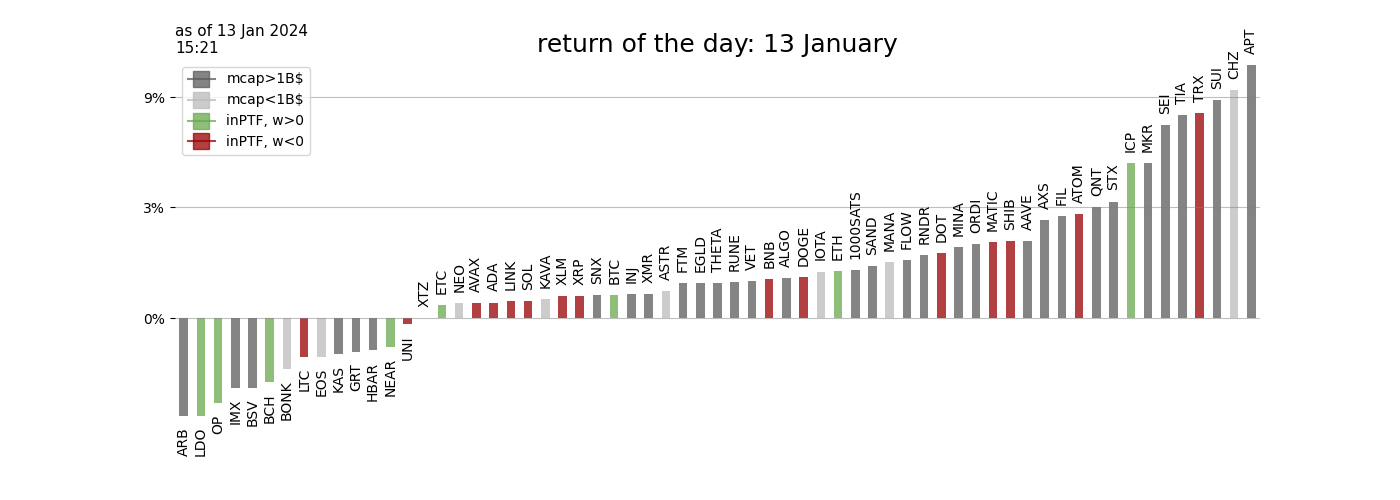 as of 13 Jan 2024
15:21
return of the day: 13 January
mcap>1B$
mcap<1B$
inPTF, w>0
inPTF, w<0
9%
3%
0%
ARB
LDO
OP
IMX
BSV
BCH
BONK
LTC
EOS
KAS
GRT
HBAR
NEAR
UNI
XTZ
ETC
NEO
AVAX
ADA
LINK
SOL
KAVA
XLM
XRP
SNX
BTC
INJ
XMR
ASTR
FTM
EGLD
THETA
RUNE
VET
BNB
ALGO
DOGE
IOTA
ETH
1000SATS
SAND
MANA
FLOW
RNDR
DOT
MINA
ORDI
MATIC
SHIB
AAVE
AXS
FIL
ATOM
QNT
STX
ICP
MKR
SEI
TIA
TRX
SUI
CHZ
APT